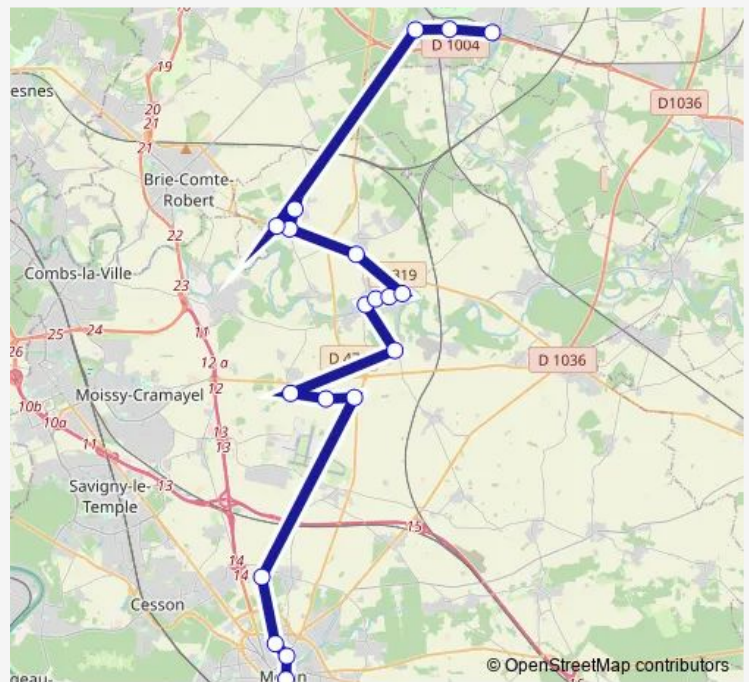 D 1004
19
D1036
20
21
21
Brie-Comte-
Robert
22
Combs-la-Ville
319
23
25
24
11
26
D 1036
12 a
12
Moissy-Cramayel
10b
10a
13
11
13
Savigny-le-
Temple
13
15
14
14
Cesson
© OpenStreetMap contributors